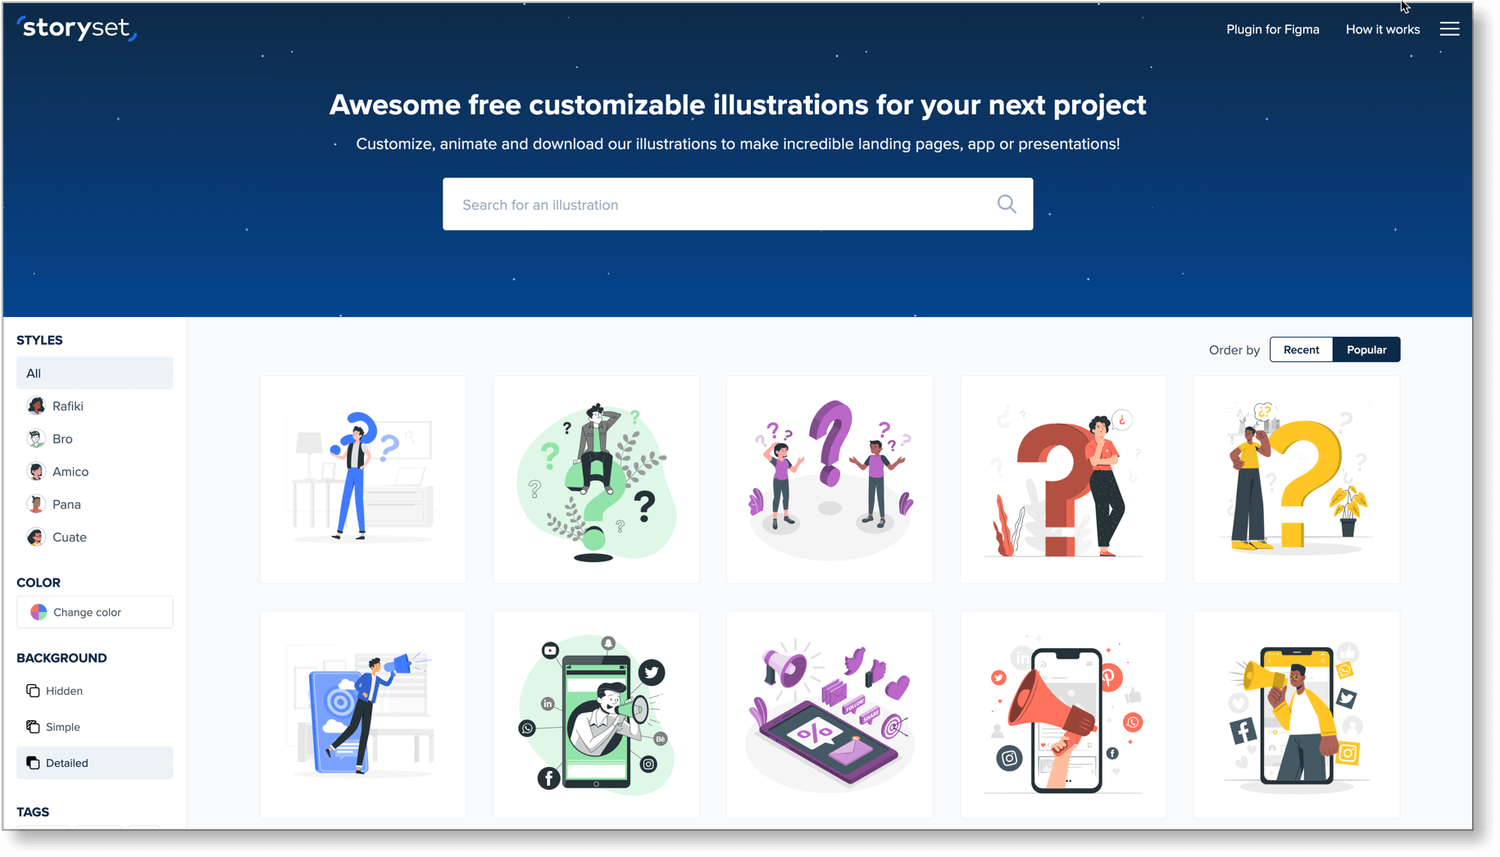 storyset
Plugin for Figma
How it works
Awesome free customizable illustrations for your next project
Customize, animate and download our illustrations to make incredible landing pages, app or presentations!
Search for an illustration
STYLES
All
Rafiki
Bro
Amico
Pana
Cuate
COLOR
Change color
BACKGROUND
Hidden
Simple
Detailed
TAGS
Order by
Recent
Popular